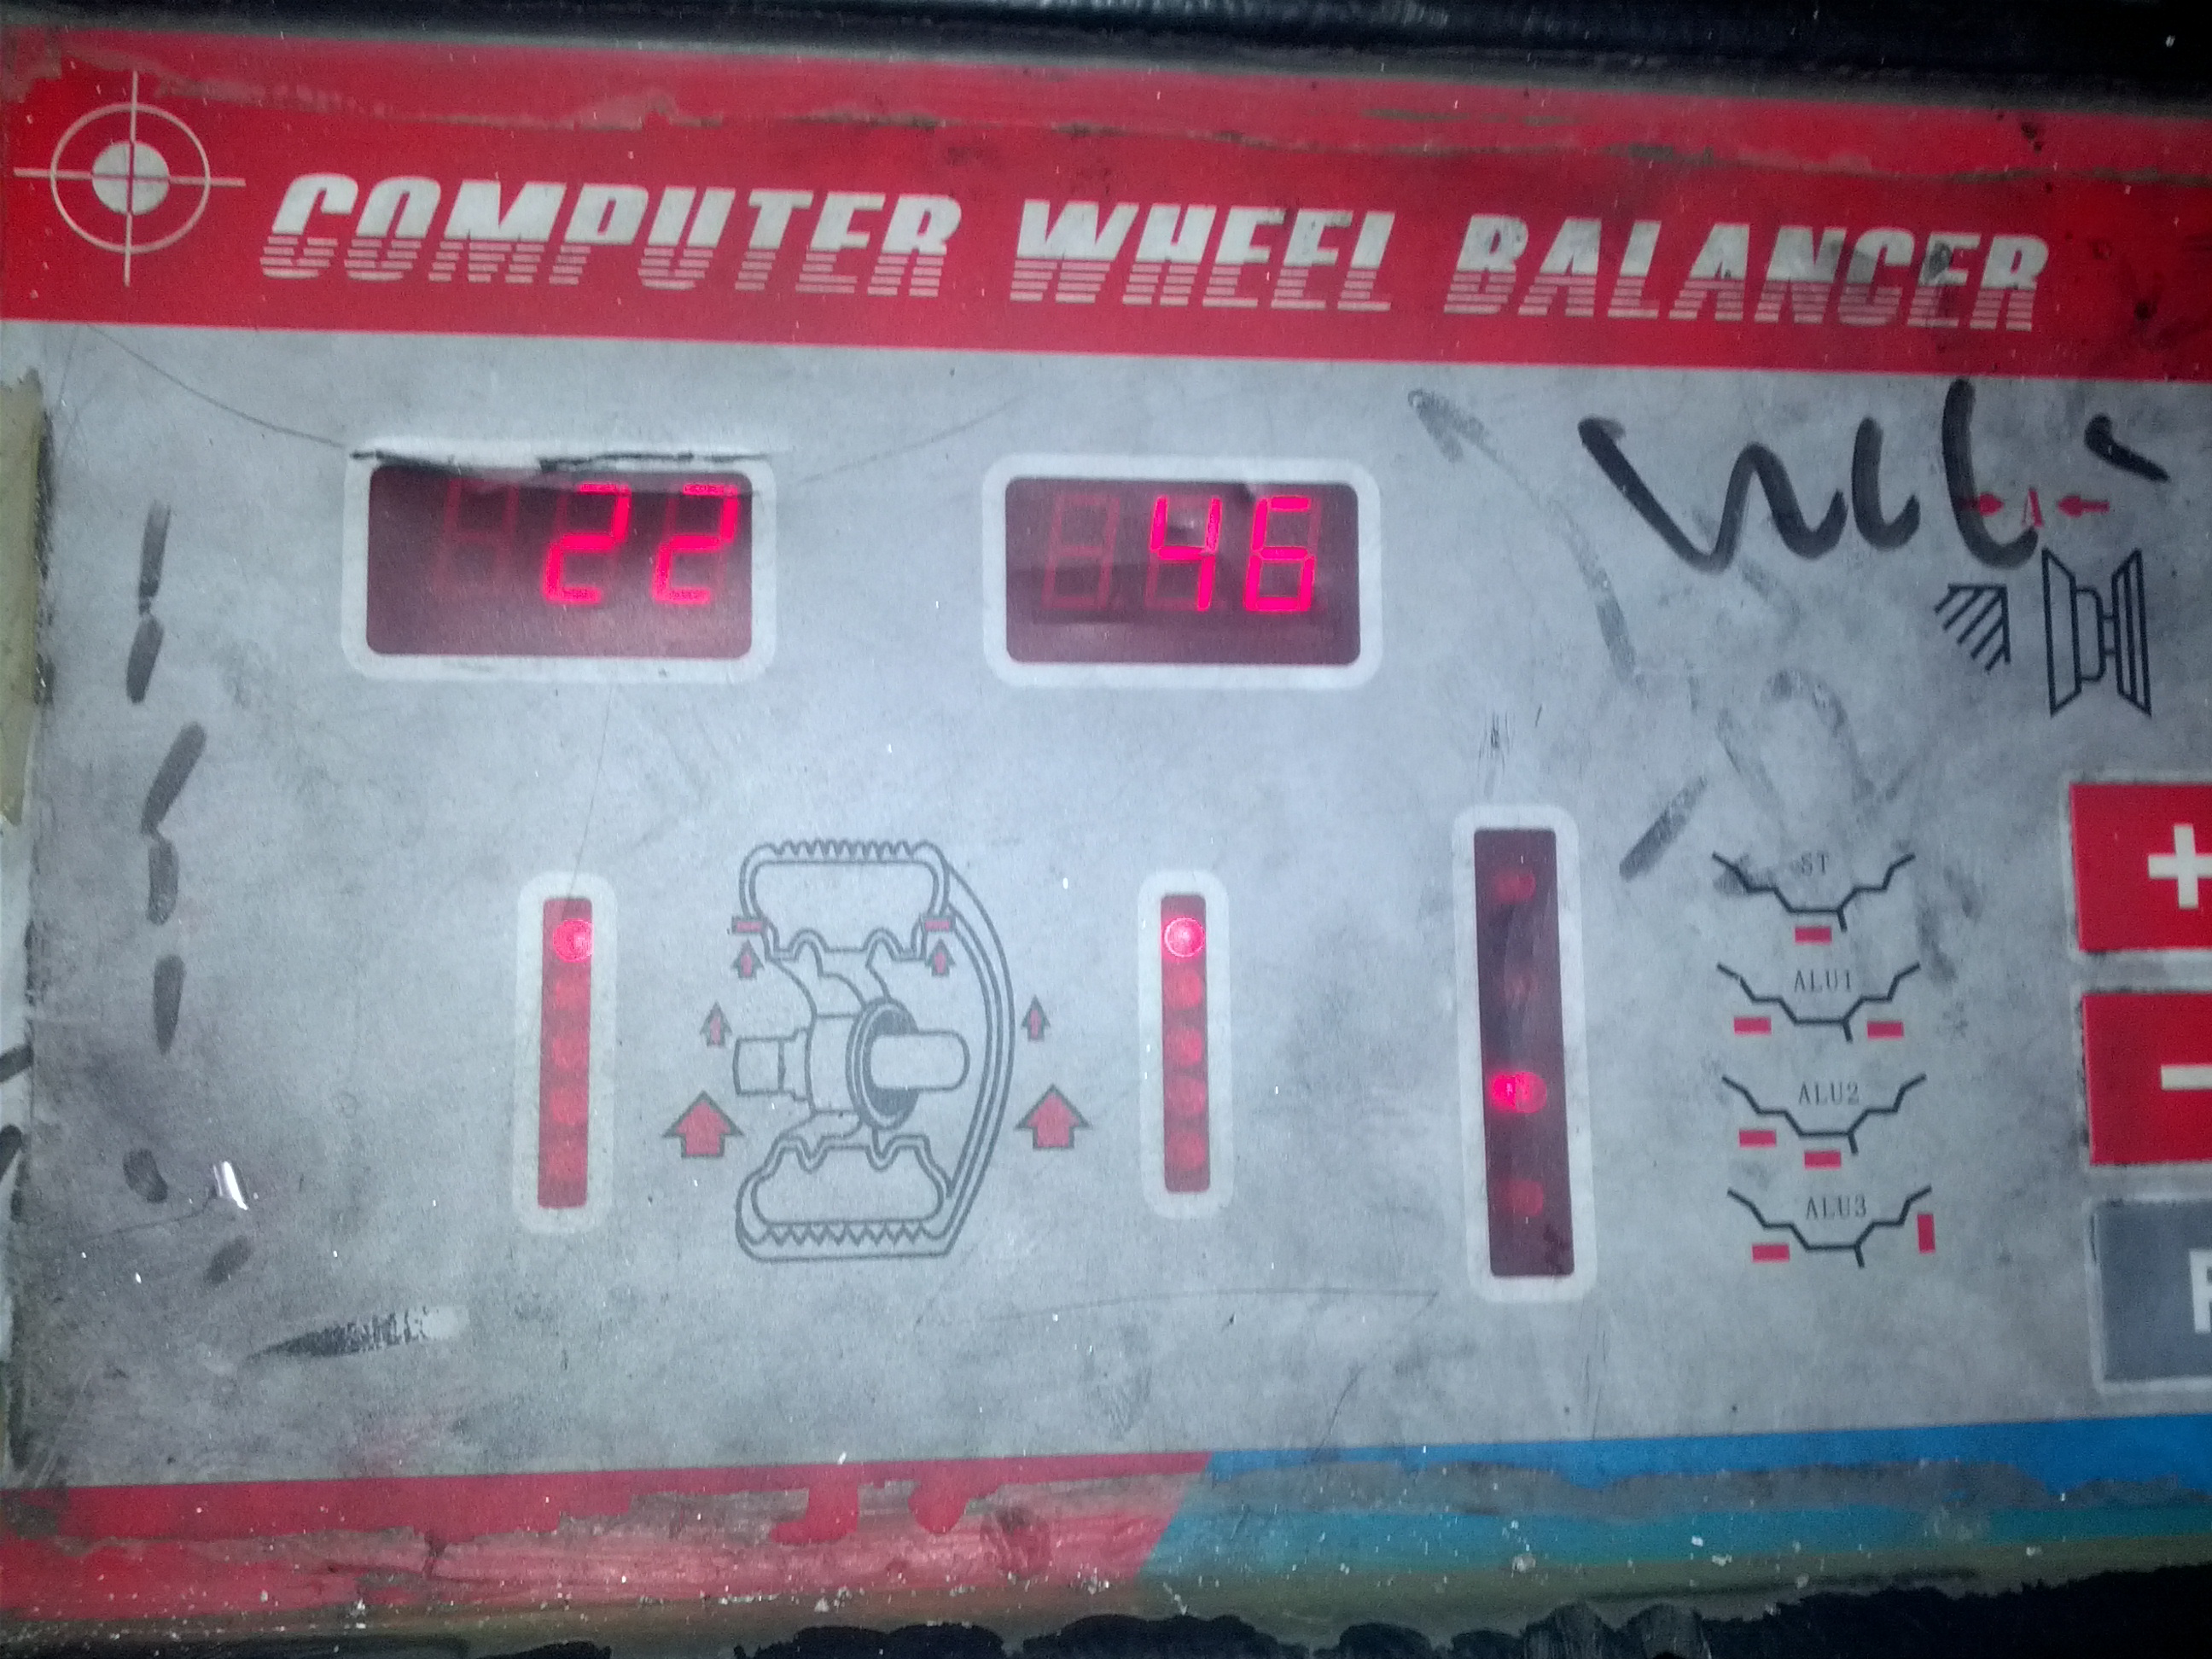 COMPUTER WHEEL BALANCER
22 46
A
ST
ALU1
ALU2
ALU3
+
-